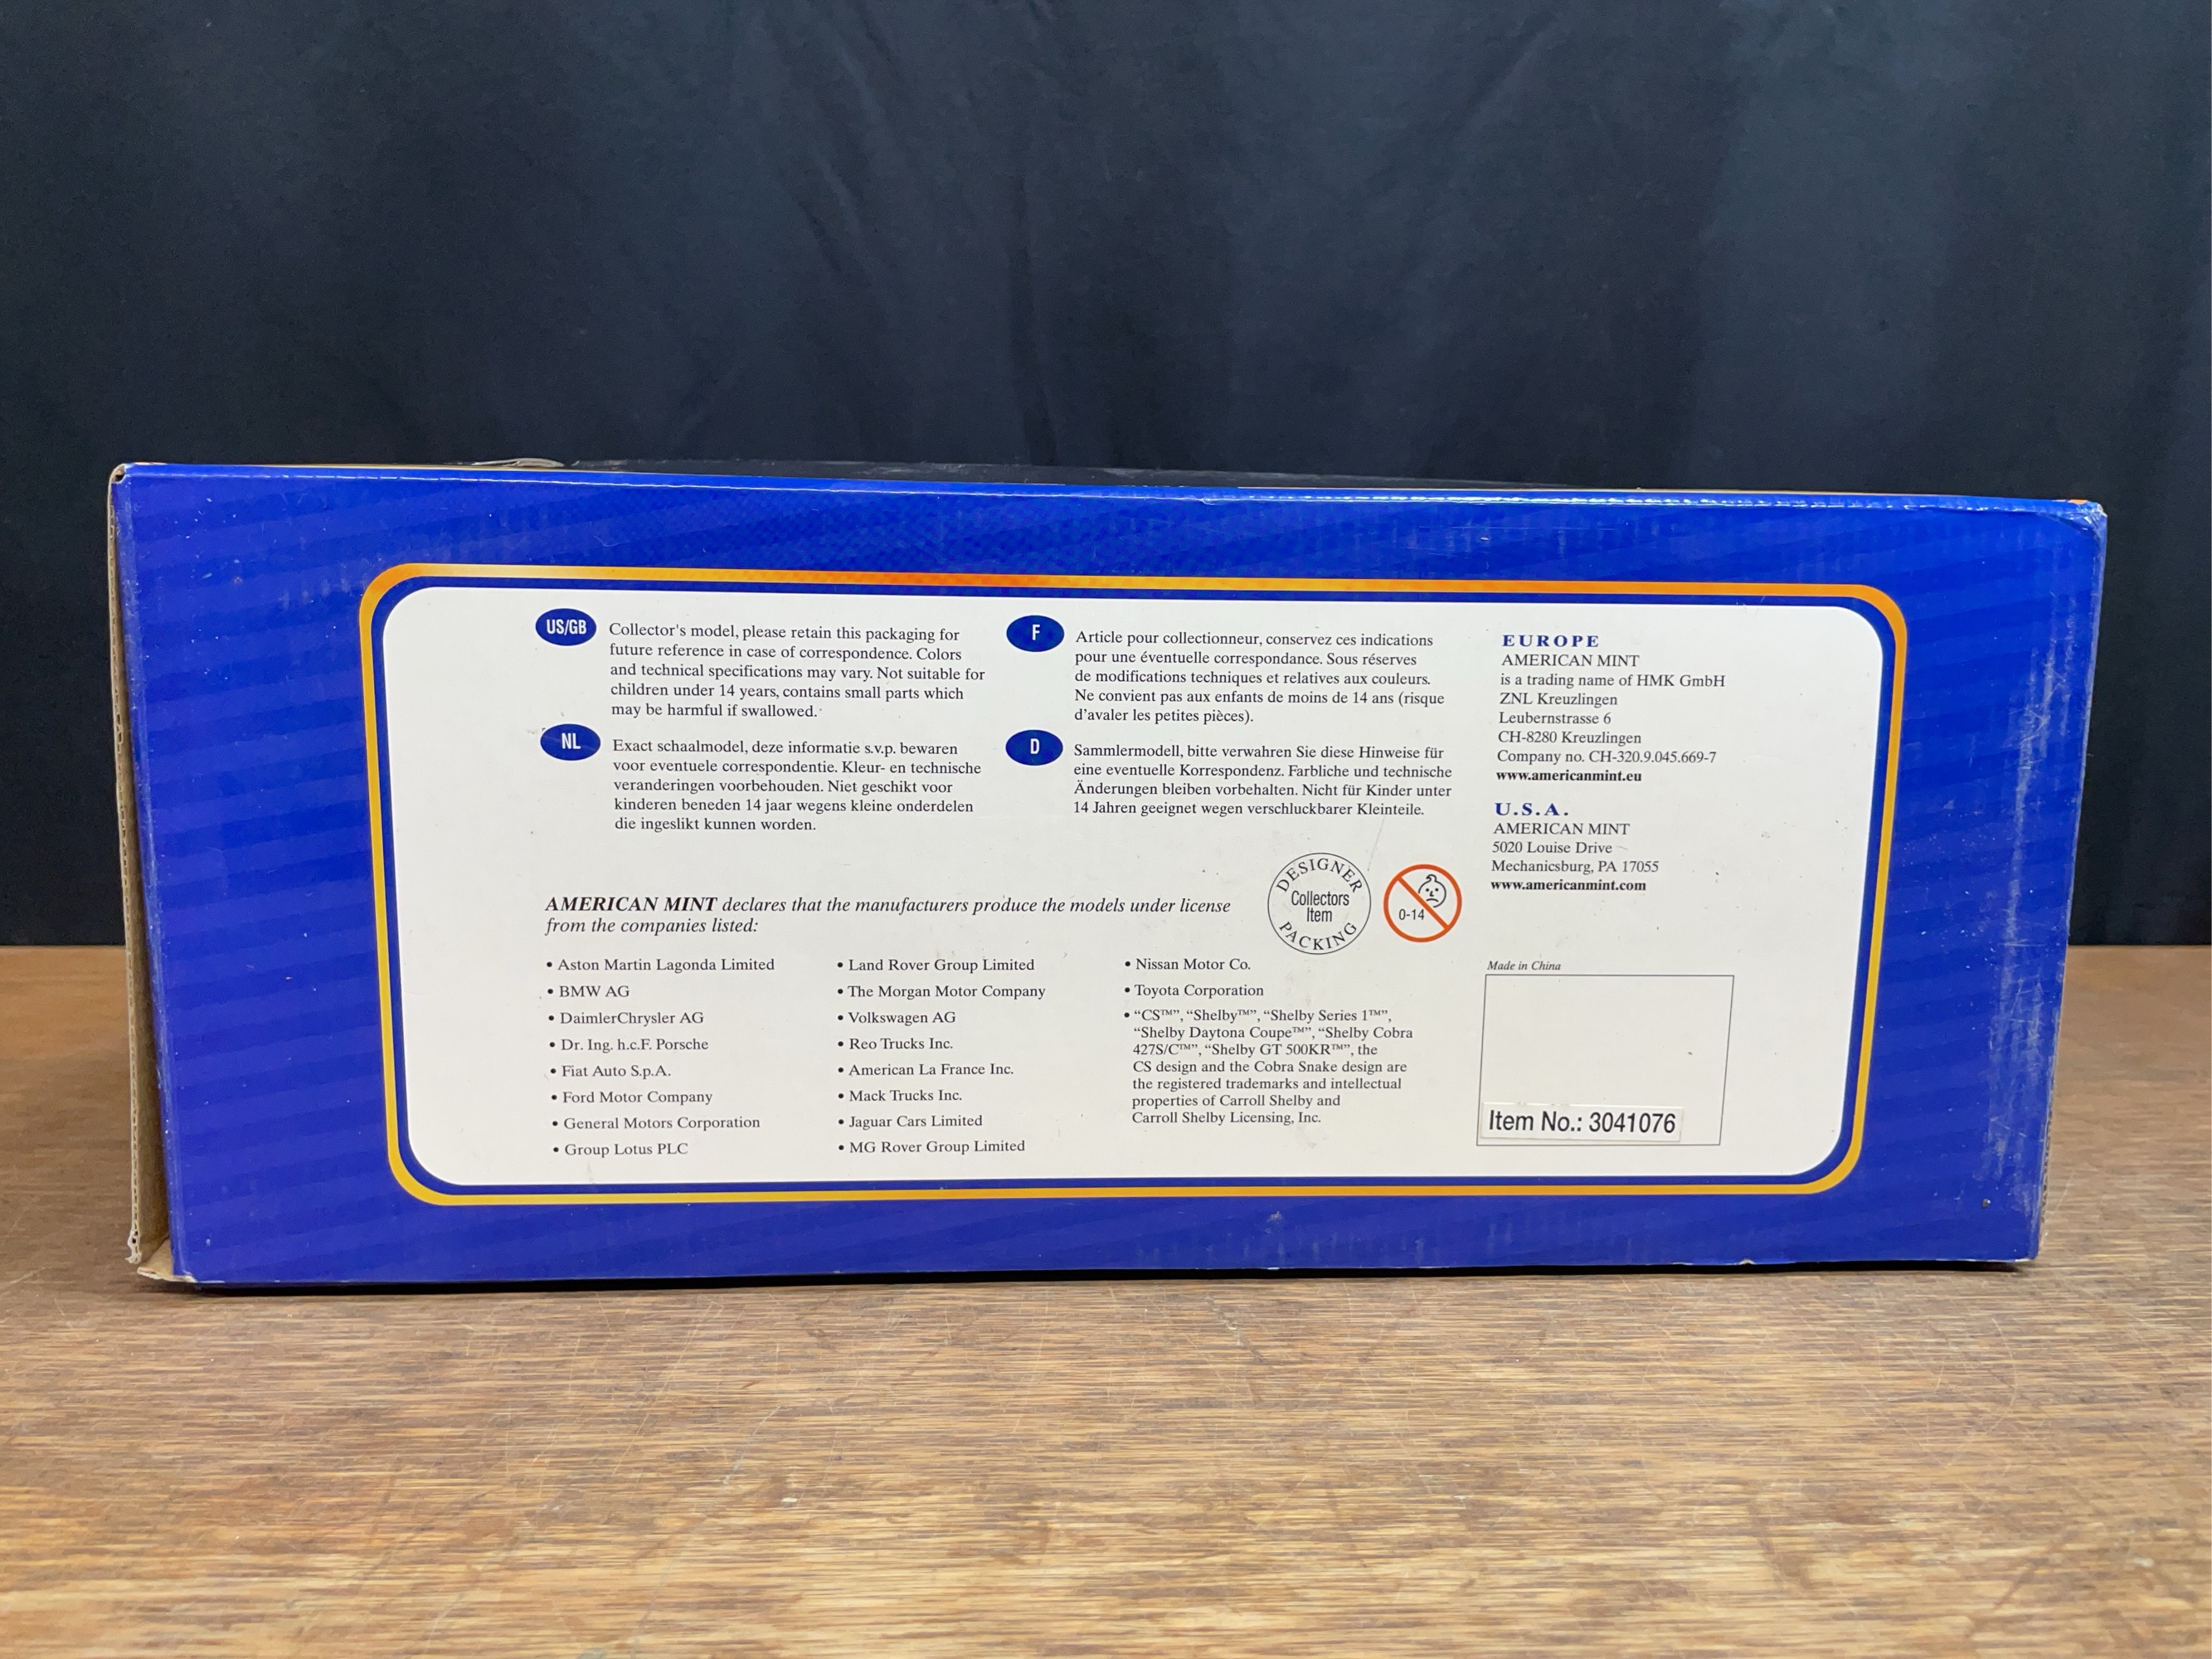 US/GB
Collector's model, please retain this packaging for
future reference in case of correspondence. Colors
and technical specifications may vary. Not suitable for
children under 14 years, contains small parts which
may be harmful if swallowed.
NL
Exact schaalmodel, deze informatie s.v.p. bewaren
voor eventuele correspondentie. Kleur- en technische
veranderingen voorbehouden. Niet geschikt voor
kinderen beneden 14 jaar wegens kleine onderdelen
die ingeslikt kunnen worden.
F
Article pour collectionneur, conservez ces indications
pour une éventuelle correspondance. Sous réserves
de modifications techniques et relatives aux couleurs.
Ne convient pas aux enfants de moins de 14 ans (risque
d'avaler les petites pièces).
D
Sammlermodell, bitte verwahren Sie diese Hinweise für
eine eventuelle Korrespondenz. Farbliche und technische
Änderungen bleiben vorbehalten. Nicht für Kinder unter
14 Jahren geeignet wegen verschluckbarer Kleinteile.
EUROPE
AMERICAN MINT
is a trading name of HMK GmbH
ZNL Kreuzlingen
Leubernstrasse 6
CH-8280 Kreuzlingen
Company no. CH-320.9.045.669-7
www.americanmint.eu
U.S.A.
AMERICAN MINT
5020 Louise Drive
Mechanicsburg, PA 17055
www.americanmint.com
AMERICAN MINT declares that the manufacturers produce the models under license
from the companies listed:
DESIGNER
Collectors
Item
PACKING
0-14
• Aston Martin Lagonda Limited
• BMW AG
• DaimlerChrysler AG
• Dr. Ing. h.c.F. Porsche
• Fiat Auto S.p.A.
• Ford Motor Company
• General Motors Corporation
• Group Lotus PLC
• Land Rover Group Limited
• The Morgan Motor Company
• Volkswagen AG
• Reo Trucks Inc.
• American La France Inc.
• Mack Trucks Inc.
• Jaguar Cars Limited
• MG Rover Group Limited
• Nissan Motor Co.
• Toyota Corporation
• “CS™”, “Shelby™”, “Shelby Series 1™”,
“Shelby Daytona Coupe™”, “Shelby Cobra
427S/C™”, “Shelby GT 500KR™”, the
CS design and the Cobra Snake design are
the registered trademarks and intellectual
properties of Carroll Shelby and
Carroll Shelby Licensing, Inc.
Made in China
Item No.: 3041076